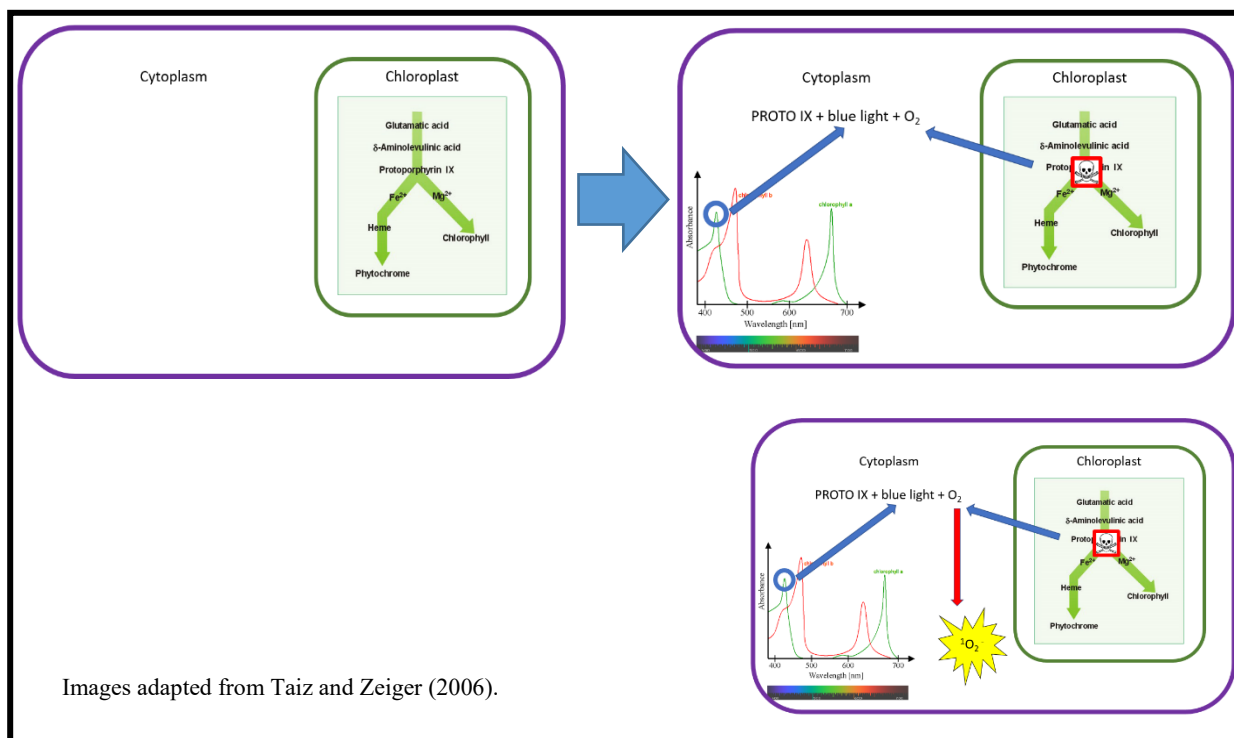 Cytoplasm
Chloroplast
Glutamatic acid
δ-Aminolevulinic acid
Protoporphyrin IX
Fe²⁺
Mg²⁺
Heme
Chlorophyll
Phytochrome
Cytoplasm
Chloroplast
PROTO IX + blue light + O₂
Glutamatic acid
δ-Aminolevulinic acid
IX
Fe²⁺
Mg²⁺
Heme
Chlorophyll
Phytochrome
chlorophyll b
chlorophyll a
Absorbance
400 500 600 700
Wavelength [nm]
Cytoplasm
Chloroplast
PROTO IX + blue light + O₂
Glutamatic acid
δ-Aminolevulinic acid
IX
Fe²⁺
Mg²⁺
Heme
Chlorophyll
Phytochrome
chlorophyll a
Absorbance
400 500 600 700
Wavelength [nm]
¹O₂
Images adapted from Taiz and Zeiger (2006).